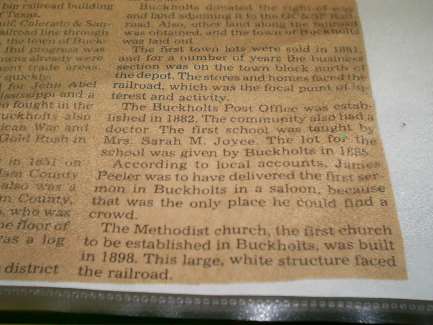 big railroad building
of Texas.
Gulf, Colorado & San-
railroad line through
the town of Buck-
this progress was
towns already were
trade areas.
quickly
for John Abel
Mississippi and
fought in the
Buckholts also
ican War and
Gold Rush in
in 1851 on
lam County
also was a
m County,
, who was
he floor of
was a log
district
Buckholts donated the right of way
and land adjoining it to the GC & SF Rail-
road. Also, other land along the railroad
was obtained, and the town of Buckholts
was laid out.
The first town lots were sold in 1881,
and for a number of years the business
section was on the town block north of
the depot. The stores and homes faced the
railroad, which was the focal point of in-
terest and activity.
The Buckholts Post Office was estab-
lished in 1882. The community also had a
doctor. The first school was taught by
Mrs. Sarah M. Joyce. The lot for the
school was given by Buckholts in 1885.
According to local accounts, James
Peeler was to have delivered the first ser-
mon in Buckholts in a saloon, because
that was the only place he could find a
crowd.
The Methodist church, the first church
to be established in Buckholts, was built
in 1898. This large, white structure faced
the railroad.